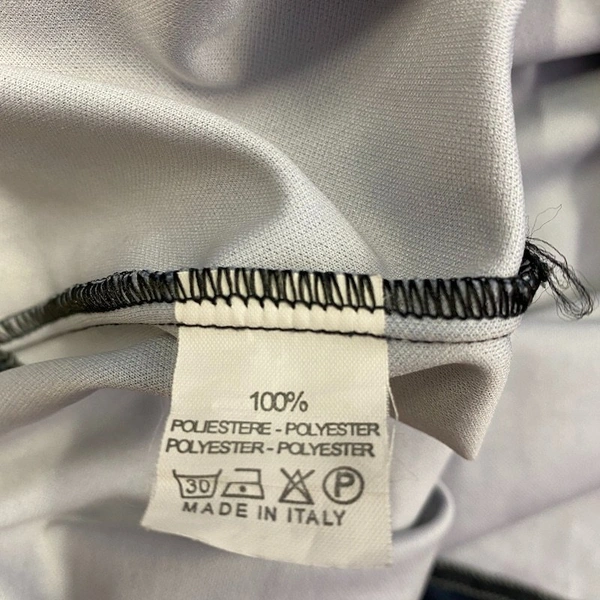 100%
POLIESTERE - POLYESTER
POLYESTER - POLYESTER
30 P
MADE IN ITALY